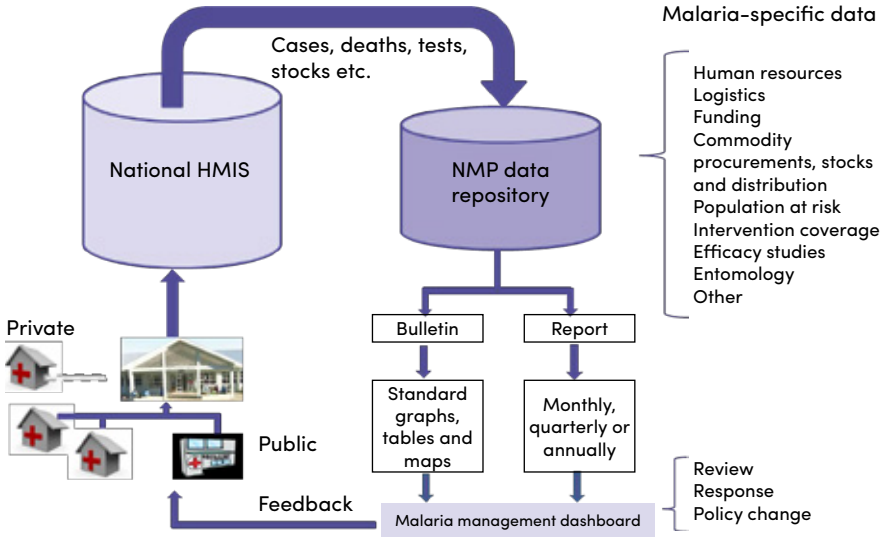 Malaria-specific data
Cases, deaths, tests,
stocks etc.
National HMIS
NMP data
repository
Human resources
Logistics
Funding
Commodity
procurements, stocks
and distribution
Population at risk
Intervention coverage
Efficacy studies
Entomology
Other
Private
Public
Bulletin
Report
Standard
graphs,
tables and
maps
Monthly,
quarterly or
annually
Feedback
Malaria management dashboard
Review
Response
Policy change